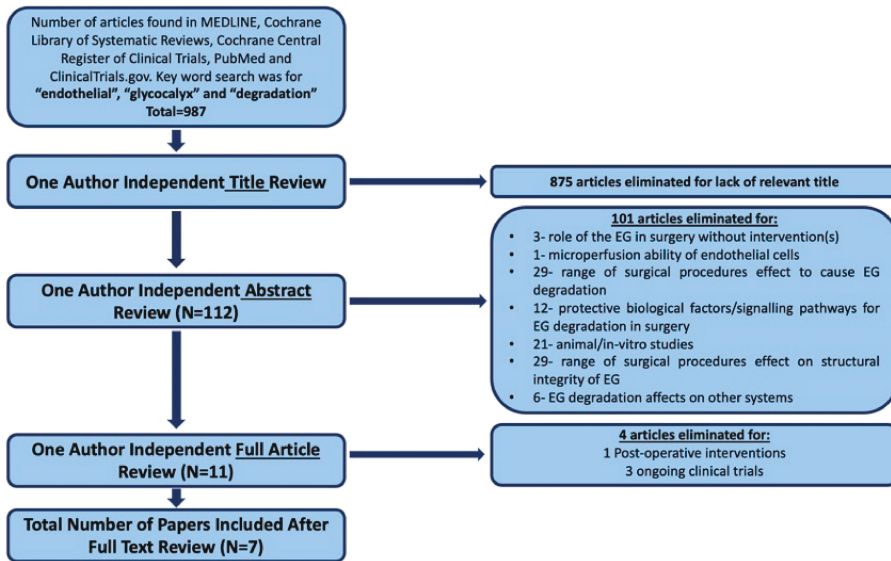 Number of articles found in MEDLINE, Cochrane
Library of Systematic Reviews, Cochrane Central
Register of Clinical Trials, PubMed and
ClinicalTrials.gov. Key word search was for
“endothelial”, “glycocalyx” and “degradation”
Total=987
One Author Independent Title Review
875 articles eliminated for lack of relevant title
101 articles eliminated for:
• 3- role of the EG in surgery without intervention(s)
• 1- microperfusion ability of endothelial cells
• 29- range of surgical procedures effect to cause EG
degradation
• 12- protective biological factors/signalling pathways for
EG degradation in surgery
• 21- animal/in-vitro studies
• 29- range of surgical procedures effect on structural
integrity of EG
• 6- EG degradation affects on other systems
One Author Independent Abstract
Review (N=112)
One Author Independent Full Article
Review (N=11)
4 articles eliminated for:
1 Post-operative interventions
3 ongoing clinical trials
Total Number of Papers Included After
Full Text Review (N=7)